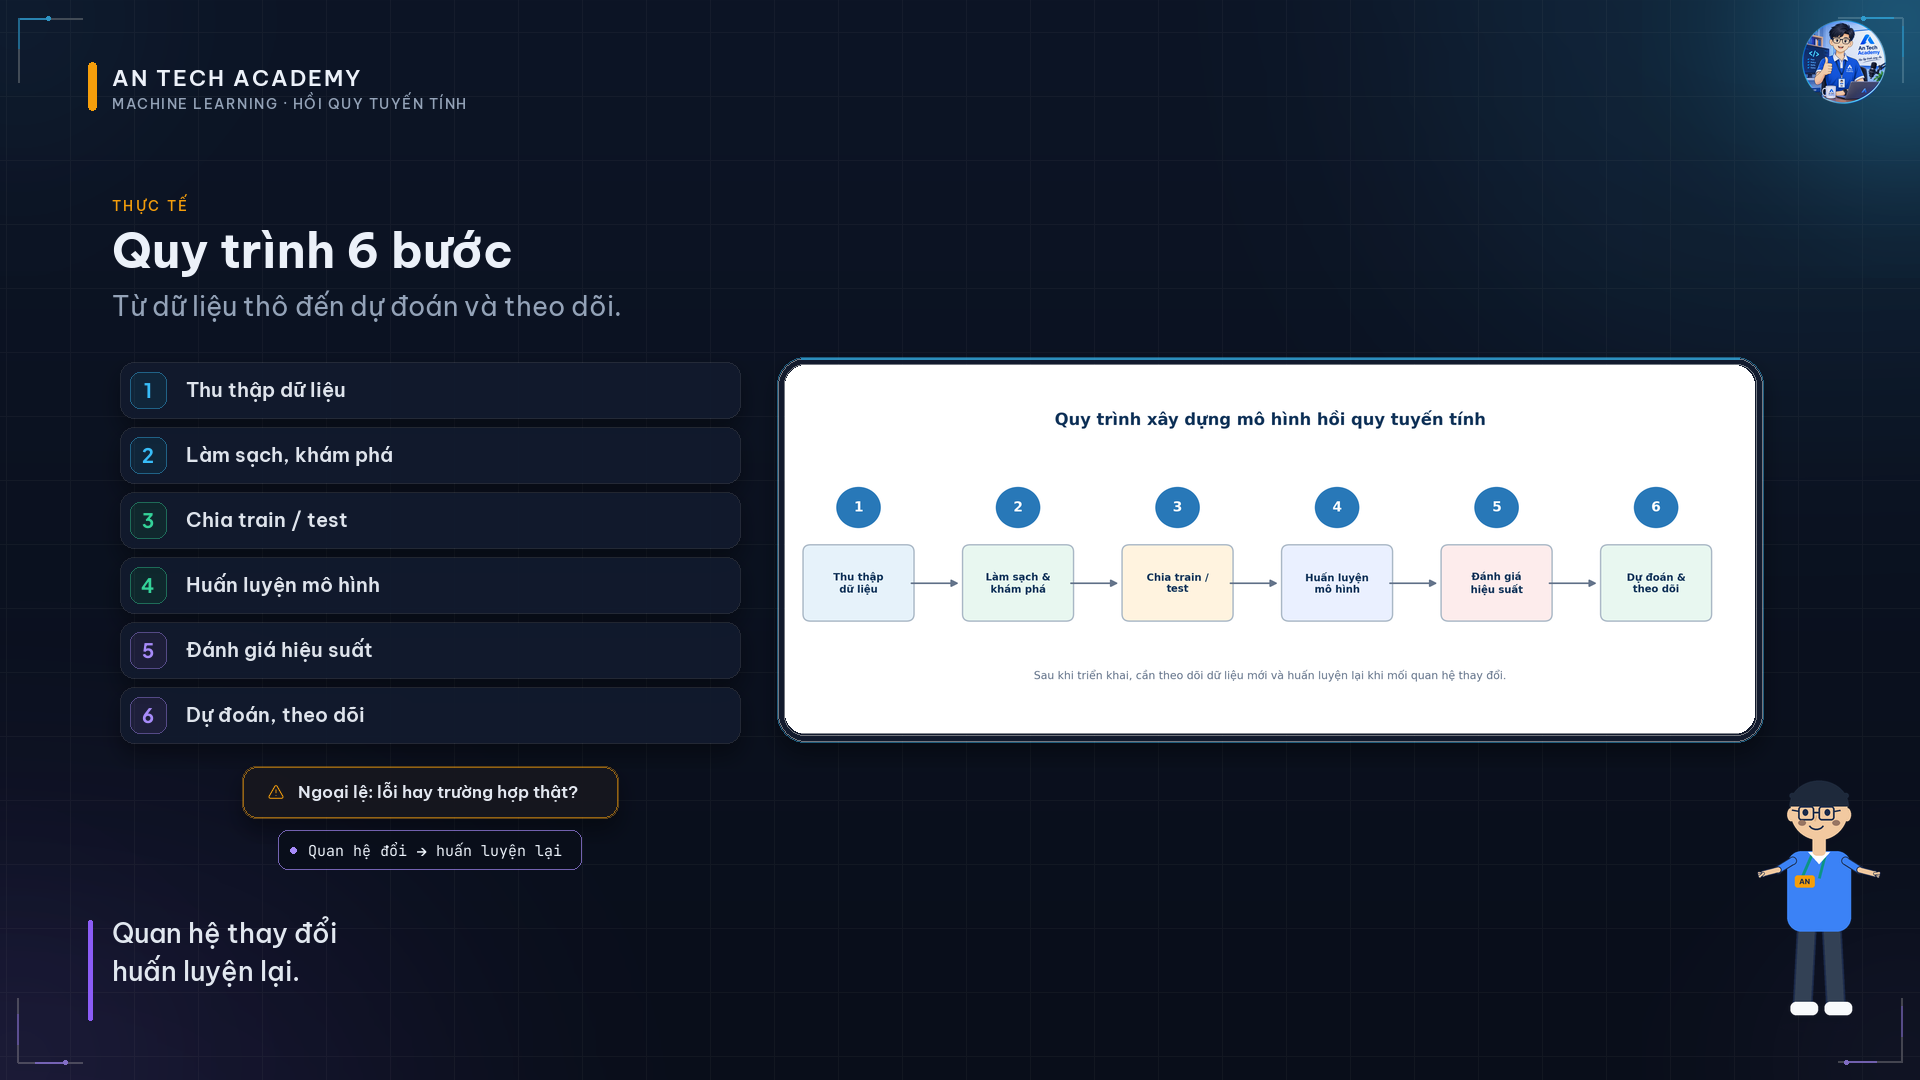 AN TECH ACADEMY
MACHINE LEARNING · HỒI QUY TUYẾN TÍNH
An Tech
Academy
THỰC TẾ
Quy trình 6 bước
Từ dữ liệu thô đến dự đoán và theo dõi.
1 Thu thập dữ liệu
2 Làm sạch, khám phá
3 Chia train / test
4 Huấn luyện mô hình
5 Đánh giá hiệu suất
6 Dự đoán, theo dõi
Ngoại lệ: lỗi hay trường hợp thật?
Quan hệ đổi → huấn luyện lại
Quan hệ thay đổi
huấn luyện lại.
Quy trình xây dựng mô hình hồi quy tuyến tính
1 2 3 4 5 6
Thu thập
dữ liệu
Làm sạch &
khám phá
Chia train /
test
Huấn luyện
mô hình
Đánh giá
hiệu suất
Dự đoán &
theo dõi
Sau khi triển khai, cần theo dõi dữ liệu mới và huấn luyện lại khi mối quan hệ thay đổi.
AN